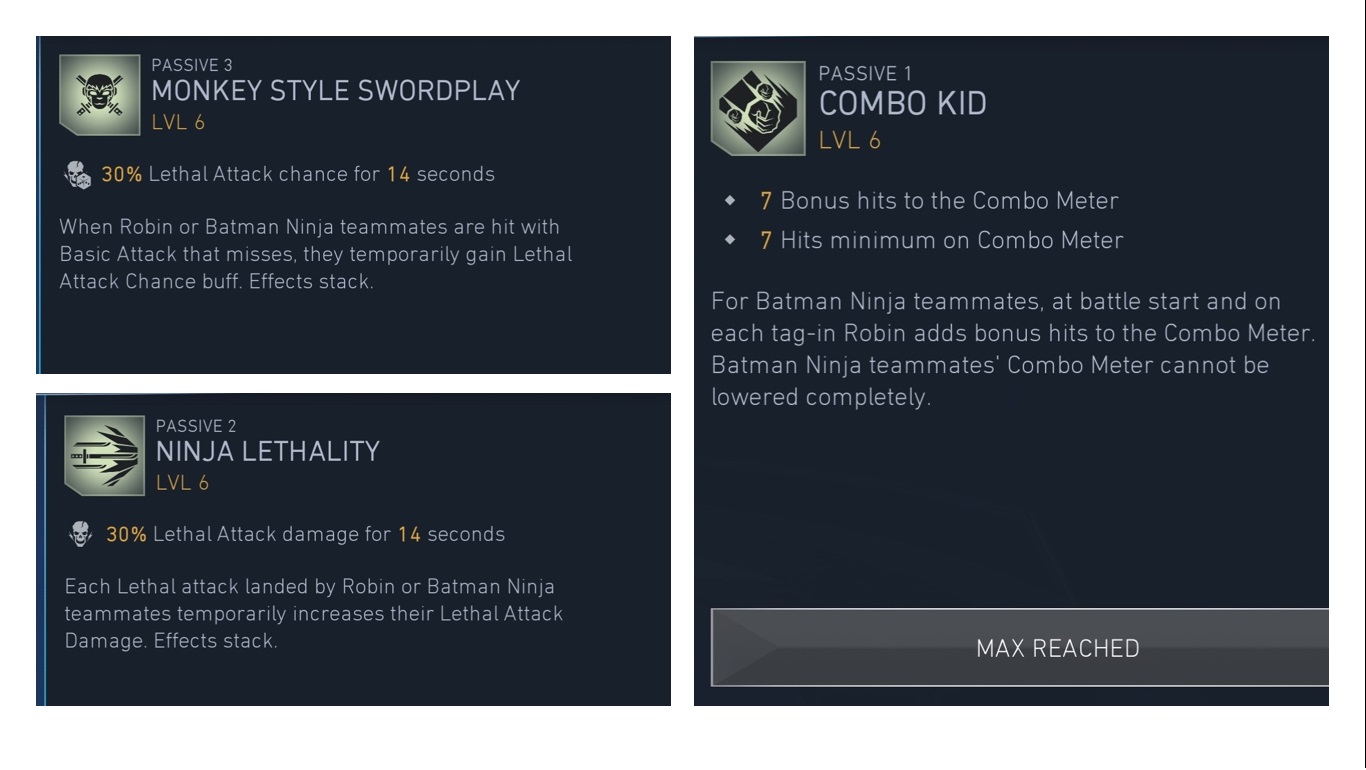 PASSIVE 3
MONKEY STYLE SWORDPLAY
LVL 6
30% Lethal Attack chance for 14 seconds
When Robin or Batman Ninja teammates are hit with
Basic Attack that misses, they temporarily gain Lethal
Attack Chance buff. Effects stack.
PASSIVE 2
NINJA LETHALITY
LVL 6
30% Lethal Attack damage for 14 seconds
Each Lethal attack landed by Robin or Batman Ninja
teammates temporarily increases their Lethal Attack
Damage. Effects stack.
PASSIVE 1
COMBO KID
LVL 6
7 Bonus hits to the Combo Meter
7 Hits minimum on Combo Meter
For Batman Ninja teammates, at battle start and on
each tag-in Robin adds bonus hits to the Combo Meter.
Batman Ninja teammates' Combo Meter cannot be
lowered completely.
MAX REACHED